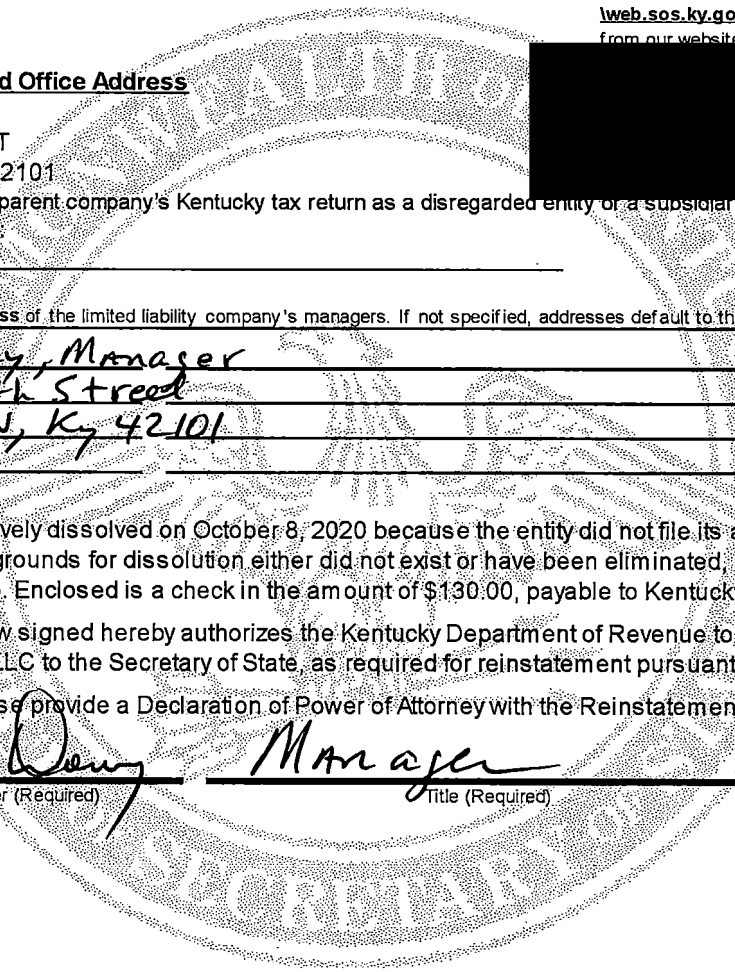 \web.sos.ky.go
from our website
d Office Address
T
2101
parent company's Kentucky tax return as a disregarded entity or a subsidiar
ss of the limited liability company's managers. If not specified, addresses default to th
y, Manager
th Street
, Ky 42101
vely dissolved on October 8, 2020 because the entity did not file its a
grounds for dissolution either did not exist or have been eliminated,
. Enclosed is a check in the amount of $130.00, payable to Kentuck
w signed hereby authorizes the Kentucky Department of Revenue to
LLC to the Secretary of State, as required for reinstatement pursuant
se provide a Declaration of Power of Attorney with the Reinstatemen
Manager
r (Required)
Title (Required)
SECRETARY OF ST